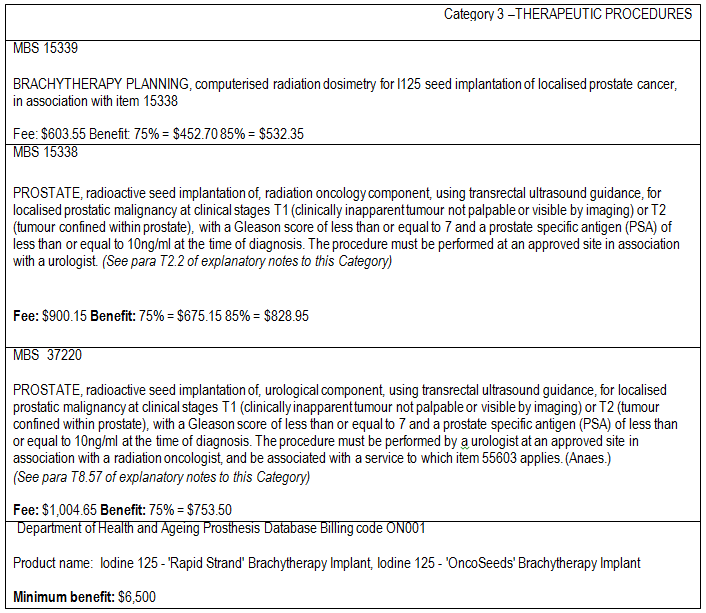 Category 3 –THERAPEUTIC PROCEDURES
MBS 15339
BRACHYTHERAPY PLANNING, computerised radiation dosimetry for I125 seed implantation of localised prostate cancer,
in association with item 15338
Fee: $603.55 Benefit: 75% = $452.70 85% = $532.35
MBS 15338
PROSTATE, radioactive seed implantation of, radiation oncology component, using transrectal ultrasound guidance, for
localised prostatic malignancy at clinical stages T1 (clinically inapparent tumour not palpable or visible by imaging) or T2
(tumour confined within prostate), with a Gleason score of less than or equal to 7 and a prostate specific antigen (PSA) of
less than or equal to 10ng/ml at the time of diagnosis. The procedure must be performed at an approved site in association
with a urologist. (See para T2.2 of explanatory notes to this Category)
Fee: $900.15 Benefit: 75% = $675.15 85% = $828.95
MBS 37220
PROSTATE, radioactive seed implantation of, urological component, using transrectal ultrasound guidance, for localised
prostatic malignancy at clinical stages T1 (clinically inapparent tumour not palpable or visible by imaging) or T2 (tumour
confined within prostate), with a Gleason score of less than or equal to 7 and a prostate specific antigen (PSA) of less than
or equal to 10ng/ml at the time of diagnosis. The procedure must be performed by a urologist at an approved site in
association with a radiation oncologist, and be associated with a service to which item 55603 applies. (Anaes.)
(See para T8.57 of explanatory notes to this Category)
Fee: $1,004.65 Benefit: 75% = $753.50
Department of Health and Ageing Prosthesis Database Billing code ON001
Product name: Iodine 125 - 'Rapid Strand' Brachytherapy Implant, Iodine 125 - 'OncoSeeds' Brachytherapy Implant
Minimum benefit: $6,500